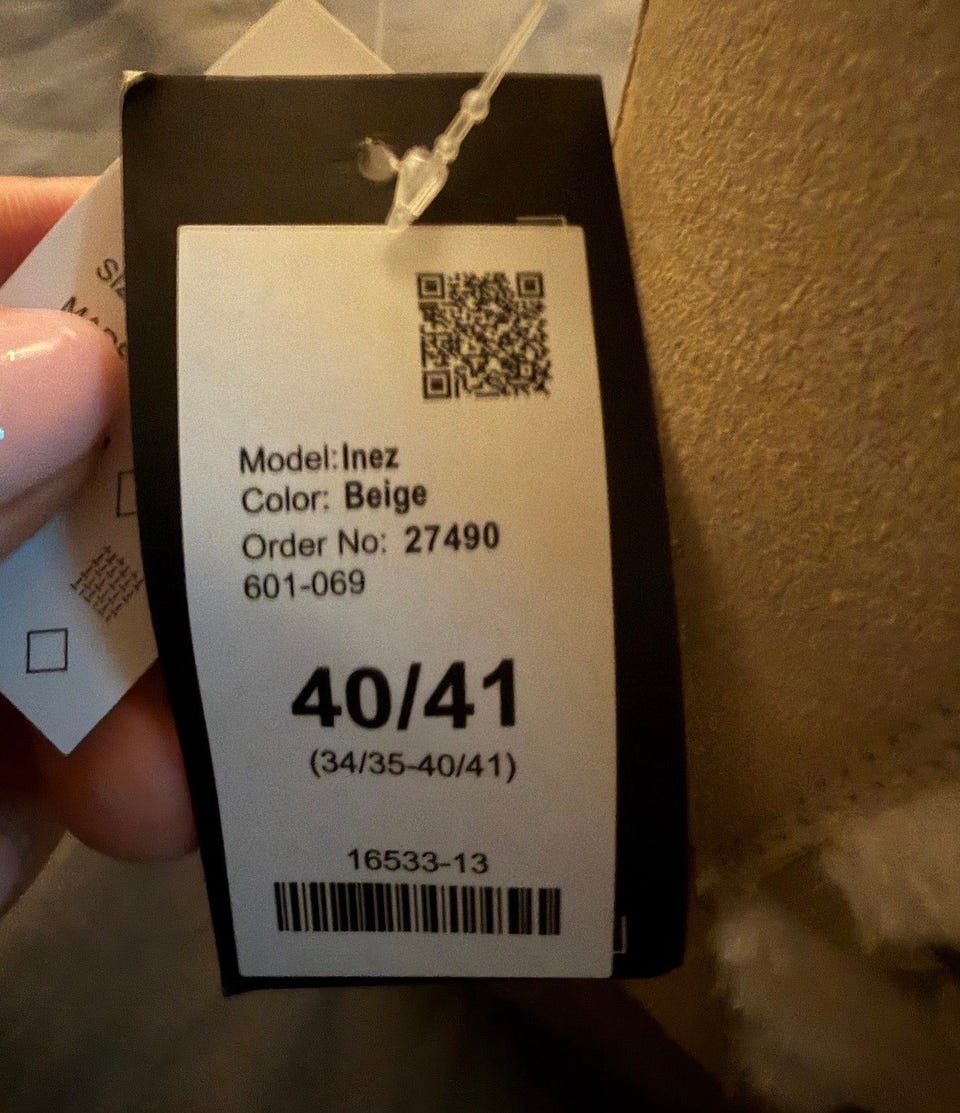 Model:Inez
Color: Beige
Order No: 27490
601-069
40/41
(34/35-40/41)
16533-13